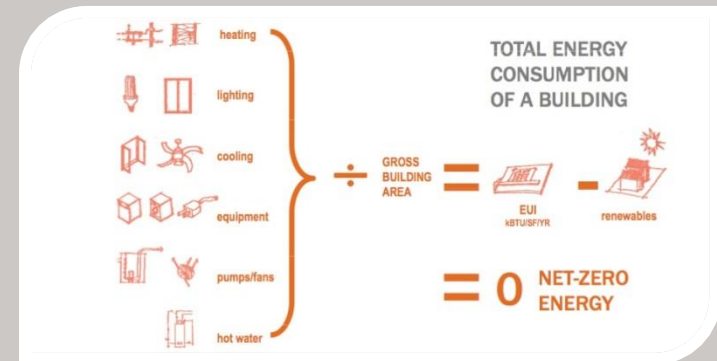 heating
TOTAL ENERGY
CONSUMPTION
OF A BUILDING
lighting
cooling
÷
GROSS
BUILDING
AREA
=
-
equipment
EUI
kBTU/SF/YR
renewables
pumps/fans
= 0 NET-ZERO
ENERGY
hot water